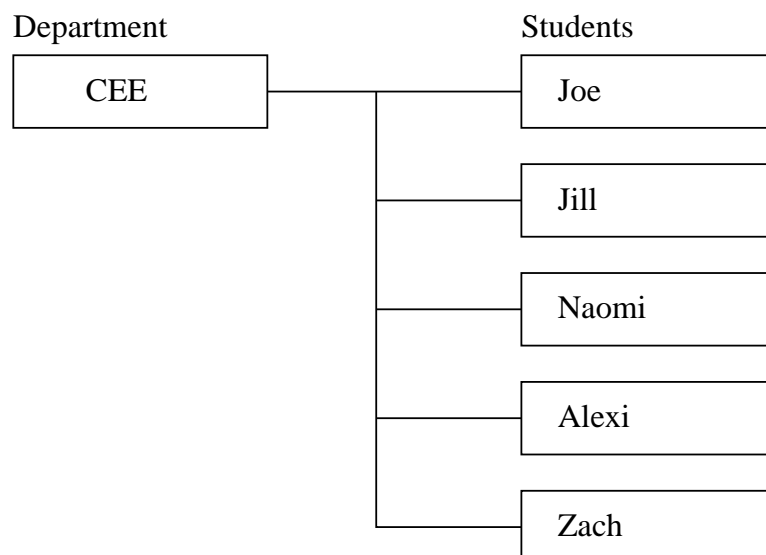 Department
Students
CEE
Joe
Jill
Naomi
Alexi
Zach